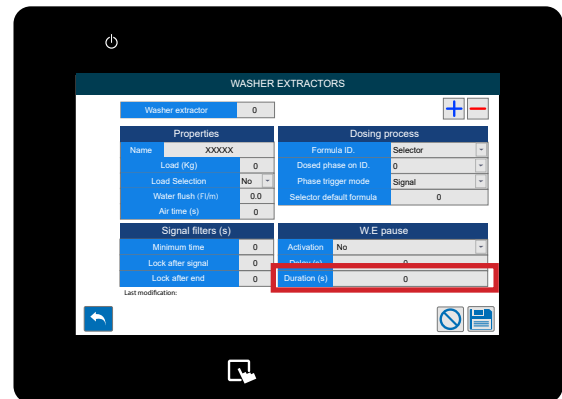 WASHER EXTRACTORS
Washer extractor 0
Properties
Name XXXXX
Load (Kg) 0
Load Selection No
Water flush (Fl/m) 0.0
Air time (s) 0
Dosing process
Formula ID. Selector
Dosed phase on ID. 0
Phase trigger mode Signal
Selector default formula 0
Signal filters (s)
Minimum time 0
Lock after signal 0
Lock after end 0
W.E pause
Activation No
Delay (s) 0
Duration (s) 0
Last modification: